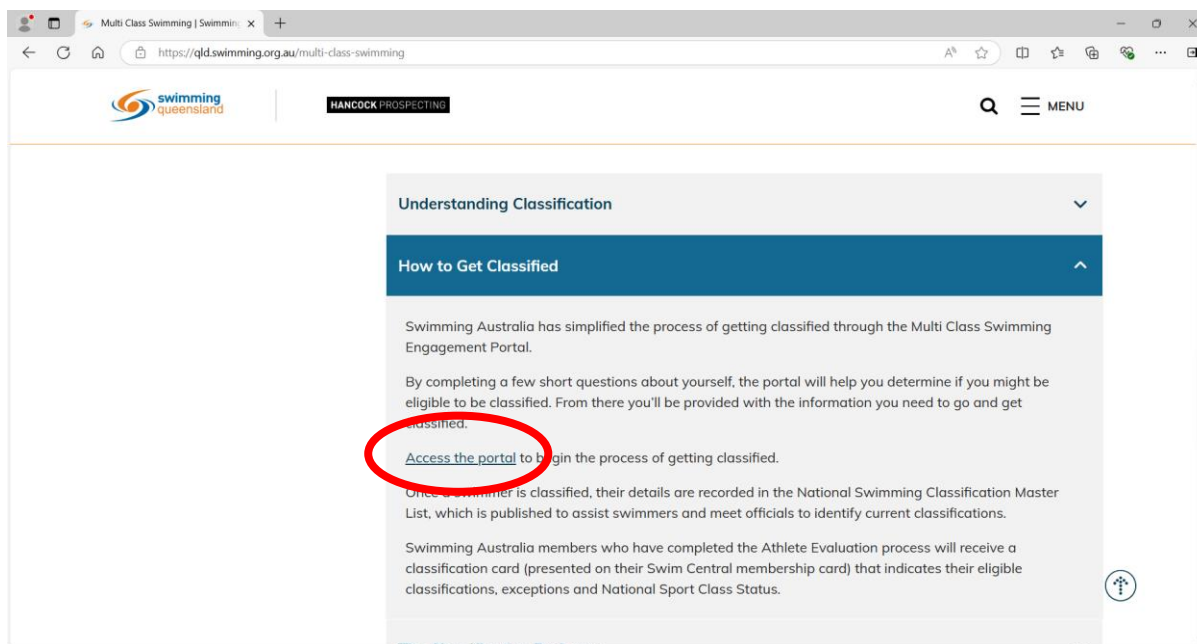 Multi Class Swimming | Swimming
https://qld.swimming.org.au/multi-class-swimming
swimming
queensland
HANCOCK PROSPECTING
MENU
Understanding Classification
How to Get Classified
Swimming Australia has simplified the process of getting classified through the Multi Class Swimming
Engagement Portal.
By completing a few short questions about yourself, the portal will help you determine if you might be
eligible to be classified. From there you'll be provided with the information you need to go and get
classified.
Access the portal to begin the process of getting classified.
Once a swimmer is classified, their details are recorded in the National Swimming Classification Master
List, which is published to assist swimmers and meet officials to identify current classifications.
Swimming Australia members who have completed the Athlete Evaluation process will receive a
classification card (presented on their Swim Central membership card) that indicates their eligible
classifications, exceptions and National Sport Class Status.